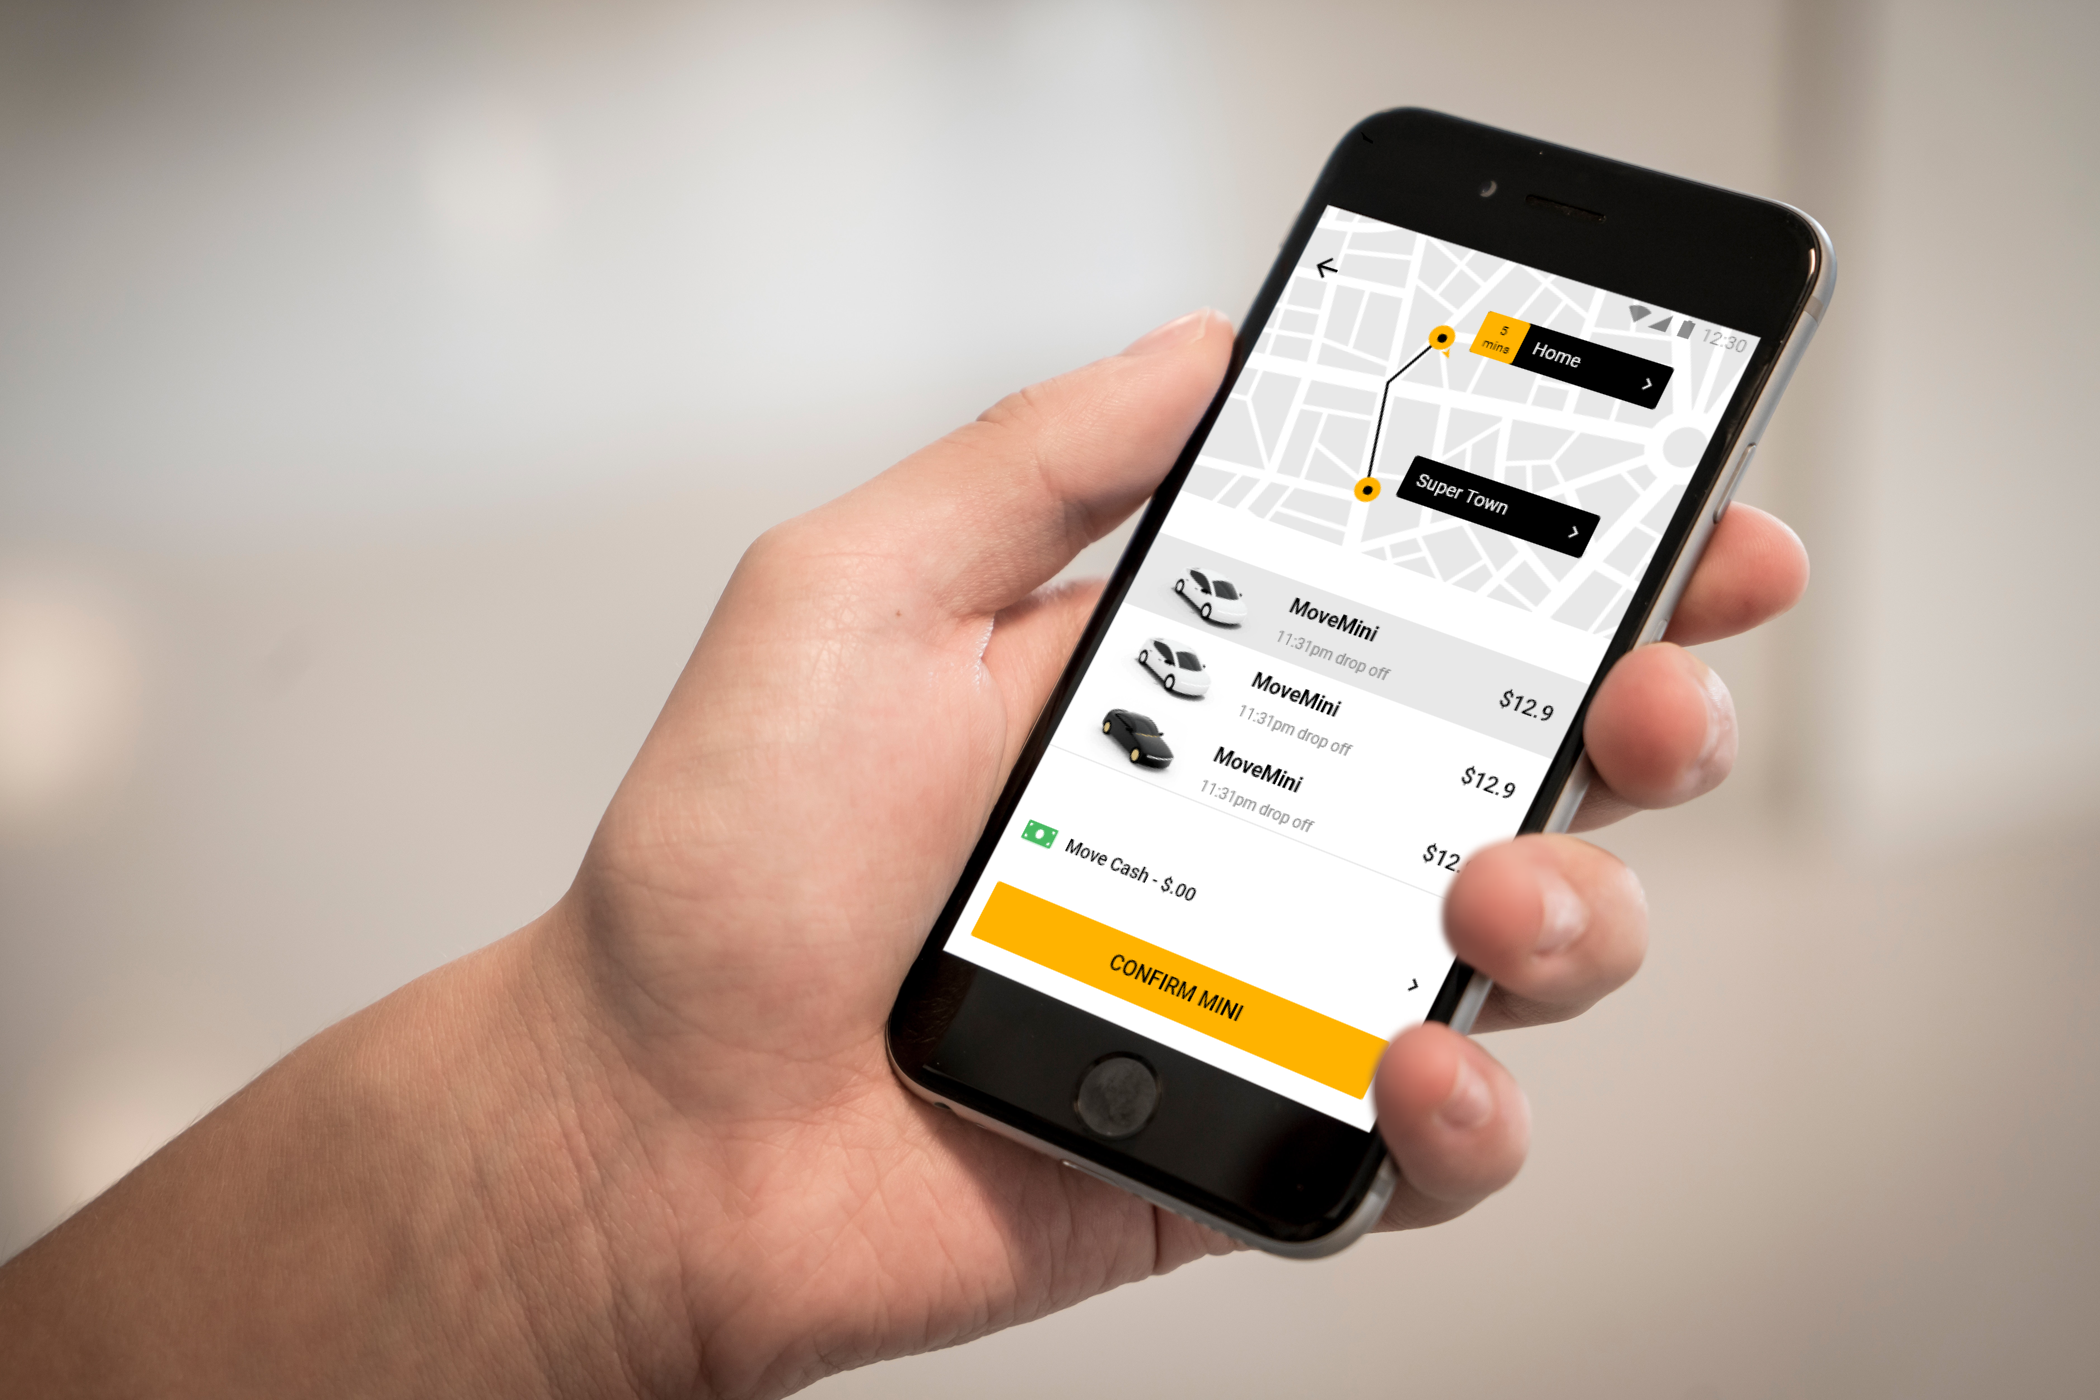 12:30
5
mins
Home
Super Town
MoveMini
11:31pm drop off
$12.9
MoveMini
11:31pm drop off
$12.9
MoveMini
11:31pm drop off
$12.
Move Cash - $.00
CONFIRM MINI